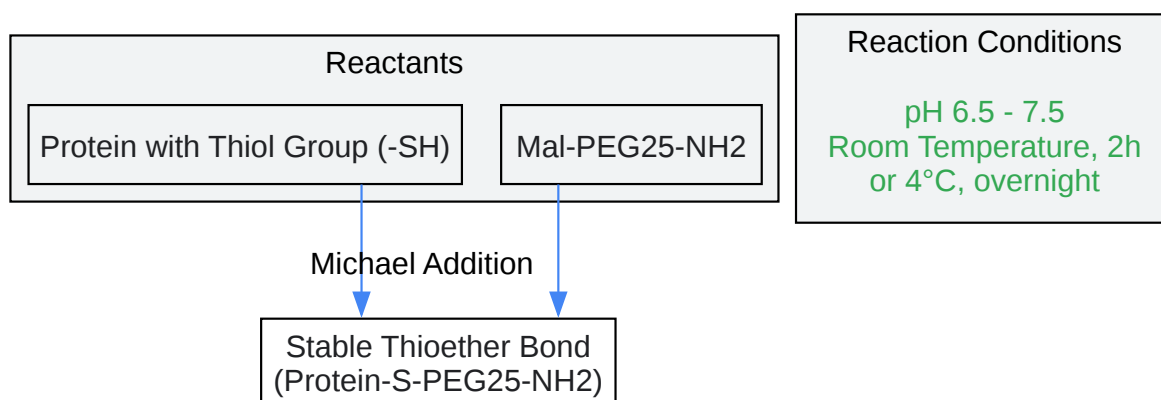 Reactants
Protein with Thiol Group (-SH)
Mal-PEG25-NH2
Michael Addition
Stable Thioether Bond
(Protein-S-PEG25-NH2)
Reaction Conditions
pH 6.5 - 7.5
Room Temperature, 2h
or 4°C, overnight